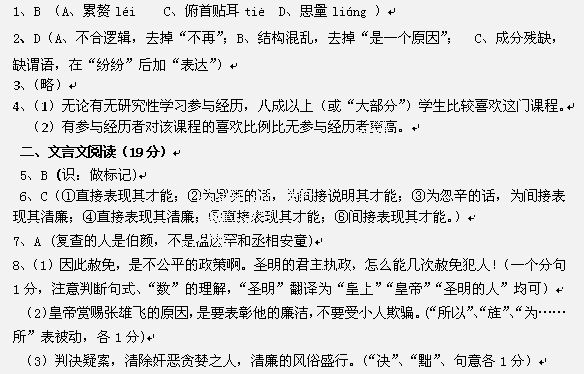 1、B （A、累赘 léi    C、俯首贴耳 tiē  D、思量 liáng ）
2、D（A、不合逻辑，去掉“不再”；B、结构混乱，去掉“是一个原因”；   C、成分残缺，
缺谓语，在“纷纷”后加“表达”）
3、（略）
4、（1）无论有无研究性学习参与经历，八成以上（或“大部分”）学生比较喜欢这门课程。
（2）有参与经历者对该课程的喜欢比例比无参与经历者 高。
二、文言文阅读（19分）
5、B（识：做标记）
6、C（①直接表现其才能；②为 的话，为间接说明其才能；③为忽辛的话，为间接表
现其清廉；④直接表现其清廉；⑤直接表现其才能；⑥间接表现其才能。）
7、A（复查的人是伯颜，不是 和丞相安童）
8、（1）因此赦免，是不公平的政策啊。圣明的君主执政，怎么能几次赦免犯人！（一个分句
1分，注意判断句式、“数”的理解，“圣明”翻译为“皇上”“皇帝”“圣明的人”均可）
（2）皇帝赏赐张雄飞的原因，是要表彰他的廉洁，不要受小人欺骗。（“所以”、“旌”、“为……
所”表被动，各1分）
（3）判决疑案，清除奸恶贪婪之人，清廉的风俗盛行。（“决”、“黜”、句意各1分）